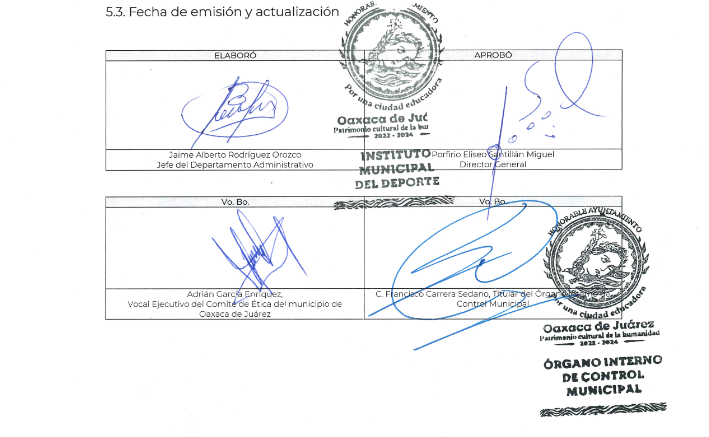 5.3. Fecha de emisión y actualización
HONORABLE AYUNTAMIENTO
Por una ciudad educadora
Oaxaca de Juá
Patrimonio cultural de la hum
2022 - 2024
INSTITUTO
MUNICIPAL
DEL DEPORTE
ELABORÓ
APROBÓ
Jaime Alberto Rodríguez Orozco
Jefe del Departamento Administrativo
Porfirio Eliseo Santillán Miguel
Director General
Vo. Bo.
Vo. Bo.
Adrián García Enríquez,
Vocal Ejecutivo del Comité de Ética del municipio de
Oaxaca de Juárez
C. Francisco Carrera Sedano, Titular del Órgano
Control Municipal
HONORABLE AYUNTAMIENTO
Por una ciudad educadora
Oaxaca de Juárez
Patrimonio cultural de la humanidad
2022 - 2024
ÓRGANO INTERNO
DE CONTROL
MUNICIPAL